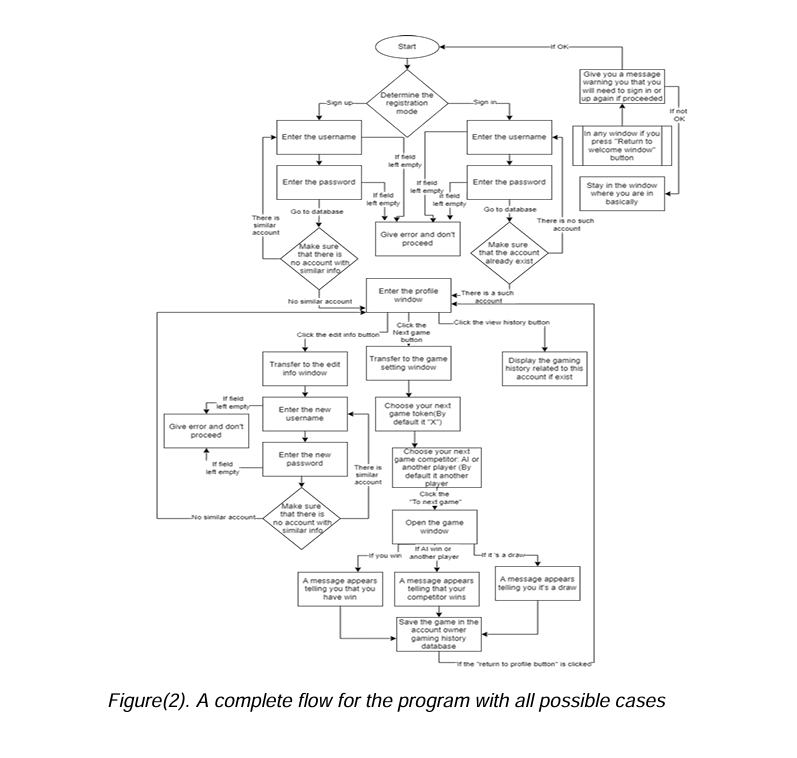 Start
If OK
Give you a message
warning you that you
will need to sign in or
up again if proceeded
If not
OK
Determine the
registration
mode
Sign up
Sign in
In any window if you
press "Return to
welcome window"
button
Enter the username
Enter the username
If field
left empty
Enter the password
Enter the password
Stay in the window
where you are in
basically
If field
left empty
If field
left empty
If field
left empty
Go to database
Go to database
There is
similar
account
There is no such
account
Give error and don't
proceed
Make sure
that there is
no account with
similar info
Make sure
that the account
already exist
No similar account
There is a such
account
Enter the profile
window
Click the edit info button
Click the
Next game
button
Click the view history button
Transfer to the edit
info window
Transfer to the game
setting window
Display the gaming
history related to this
account if exist
If field
left empty
Enter the new
username
Choose your next
game token(By
default it "X")
Give error and don't
proceed
Enter the new
password
If field
left empty
There is
similar
account
Choose your next
game competitor: AI or
another player (By
default it another
player
Click the
"To next game"
Make sure
that there is
no account with
similar info
No similar account
Open the game
window
If you win
If AI win or
another player
If it 's a draw
A message appears
telling you that you
have win
A message appears
telling that your
competitor wins
A message appears
telling you it's a draw
Save the game in the
account owner
gaming history
database
If the "return to profile button" is clicked
Figure(2). A complete flow for the program with all possible cases